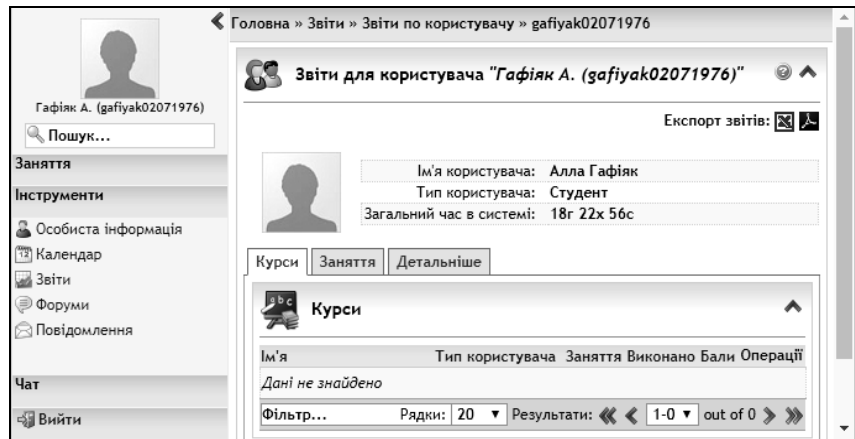 Головна » Звіти » Звіти по користувачу » gafiyak02071976
Гафіяк А. (gafiyak02071976)
Пошук...
Заняття
Інструменти
Особиста інформація
Календар
Звіти
Форуми
Повідомлення
Чат
Вийти
Звіти для користувача "Гафіяк А. (gafiyak02071976)"
Експорт звітів:
Ім'я користувача: Алла Гафіяк
Тип користувача: Студент
Загальний час в системі: 18г 22х 56с
Курси Заняття Детальніше
Курси
Ім'я Тип користувача Заняття Виконано Бали Операції
Дані не знайдено
Фільтр... Рядки: 20 Результати: 1-0 out of 0